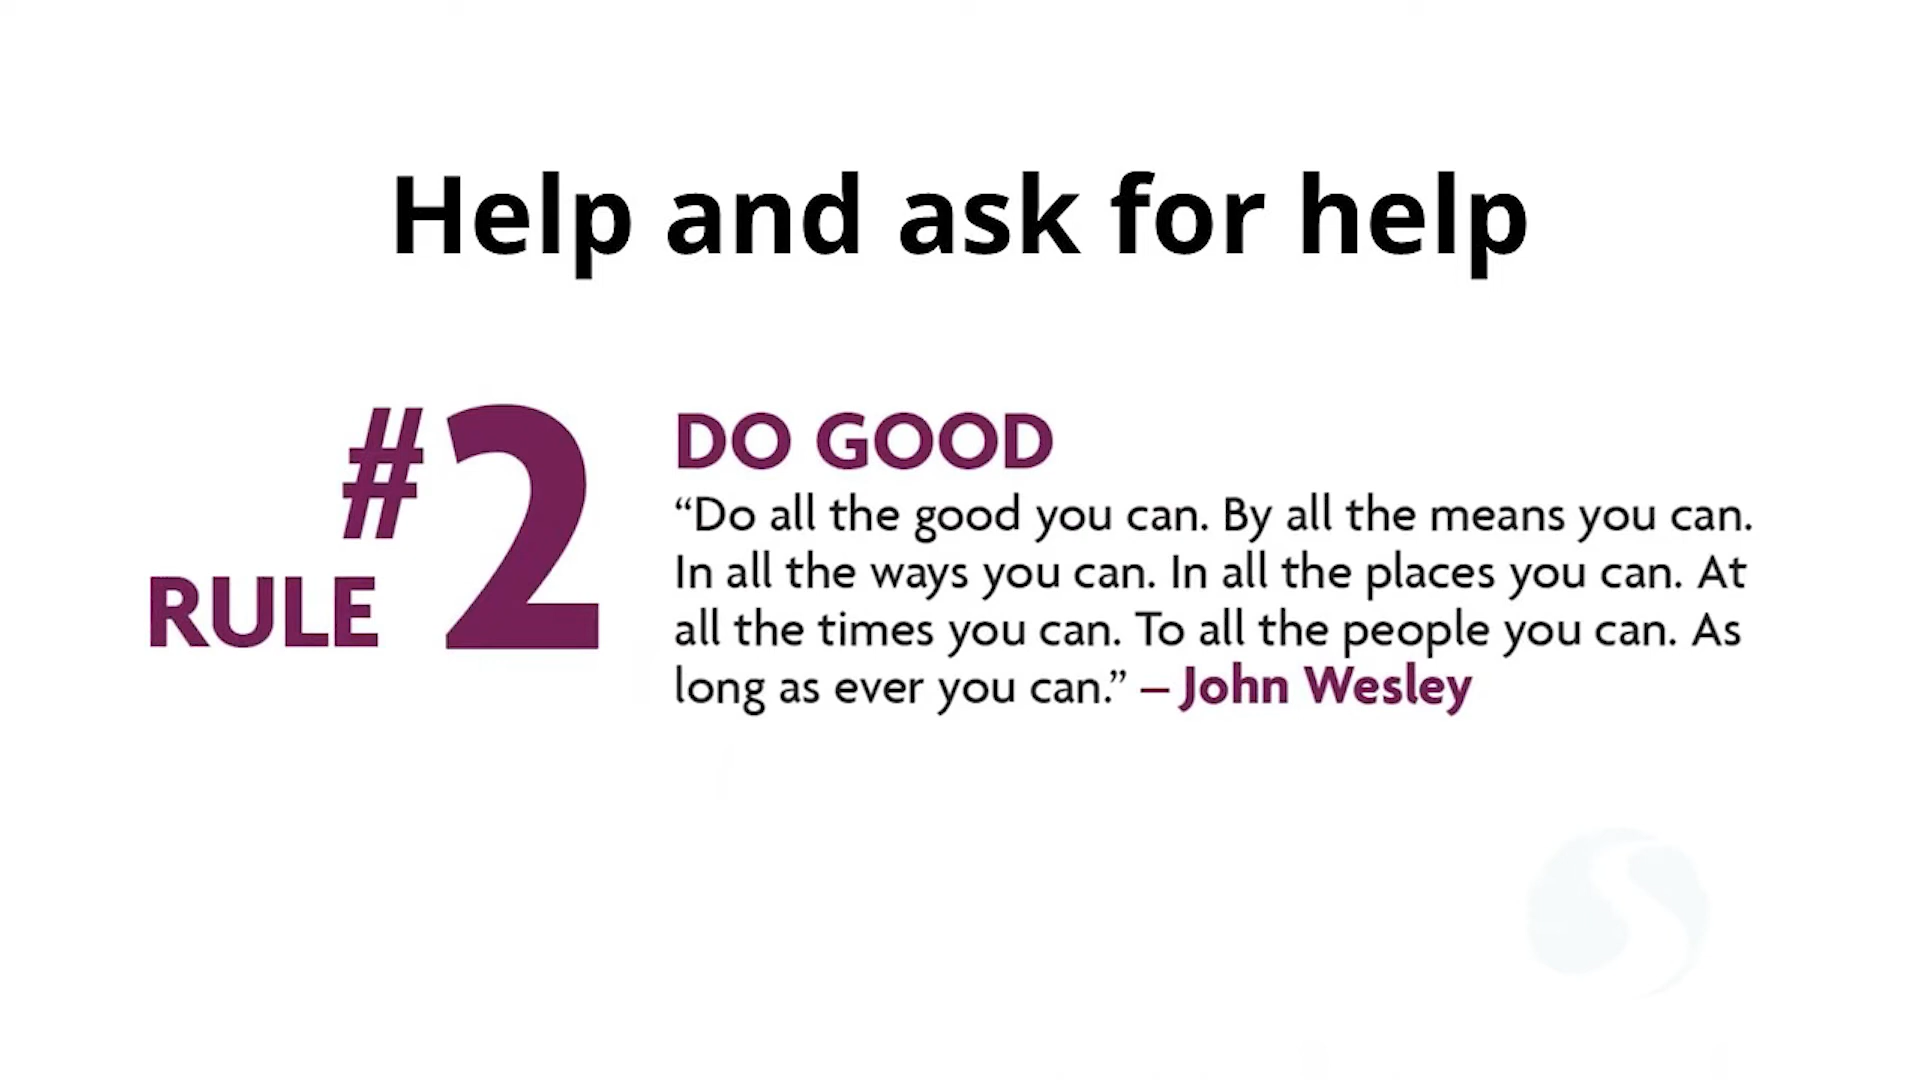 Help and ask for help
RULE #2
DO GOOD
“Do all the good you can. By all the means you can.
In all the ways you can. In all the places you can. At
all the times you can. To all the people you can. As
long as ever you can.” – John Wesley